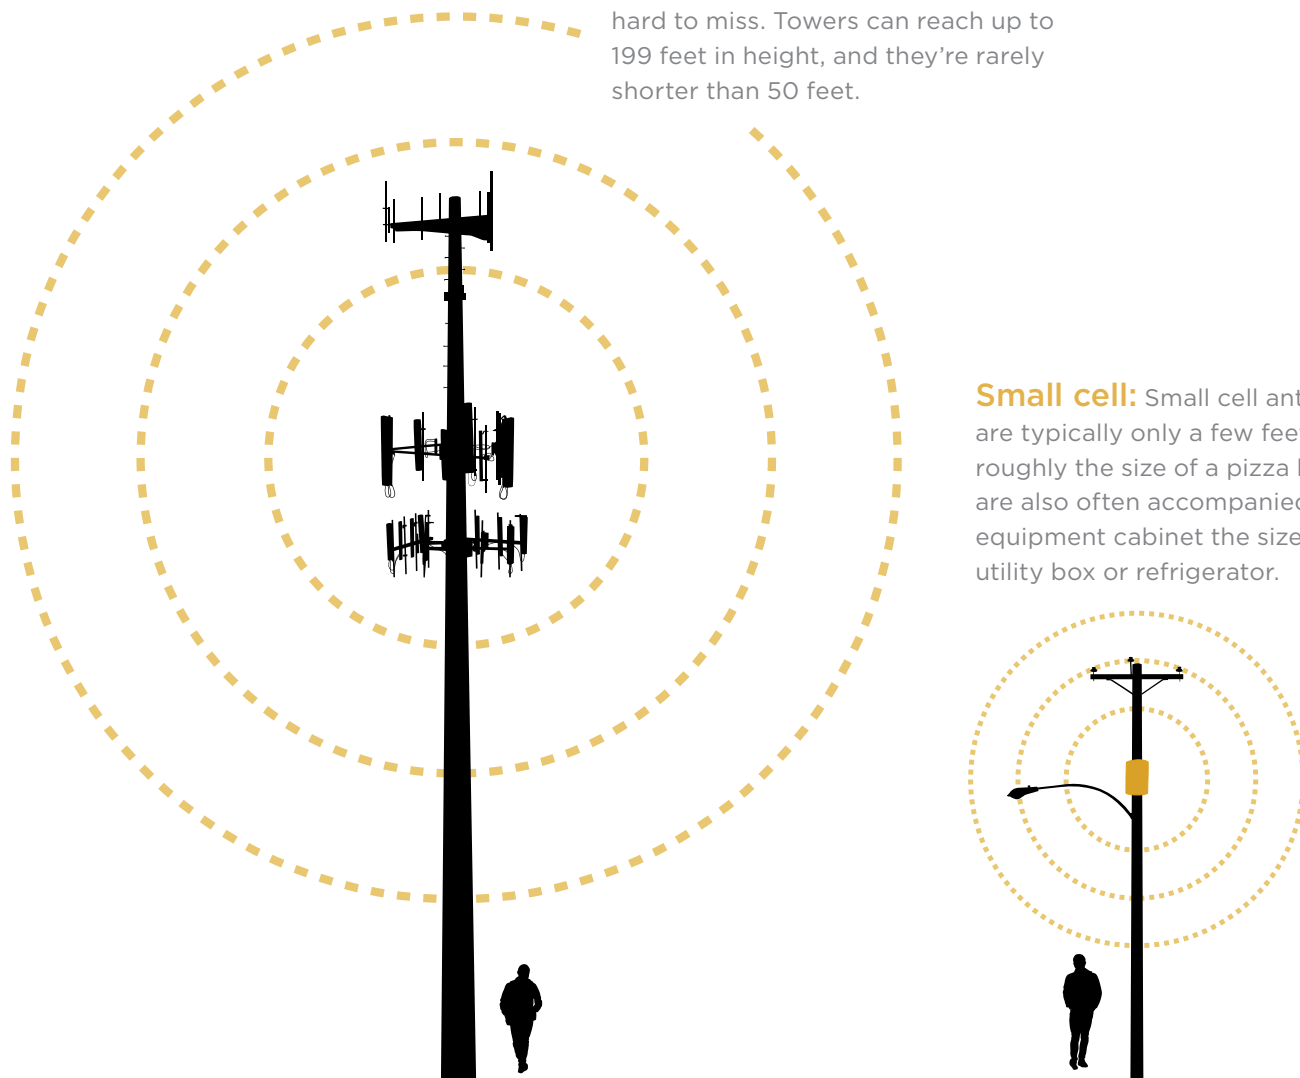 hard to miss. Towers can reach up to
199 feet in height, and they’re rarely
shorter than 50 feet.
Small cell: Small cell
are typically only a few
roughly the size of a pizza
are also often accompanied
equipment cabinet the size
utility box or refrigerator.